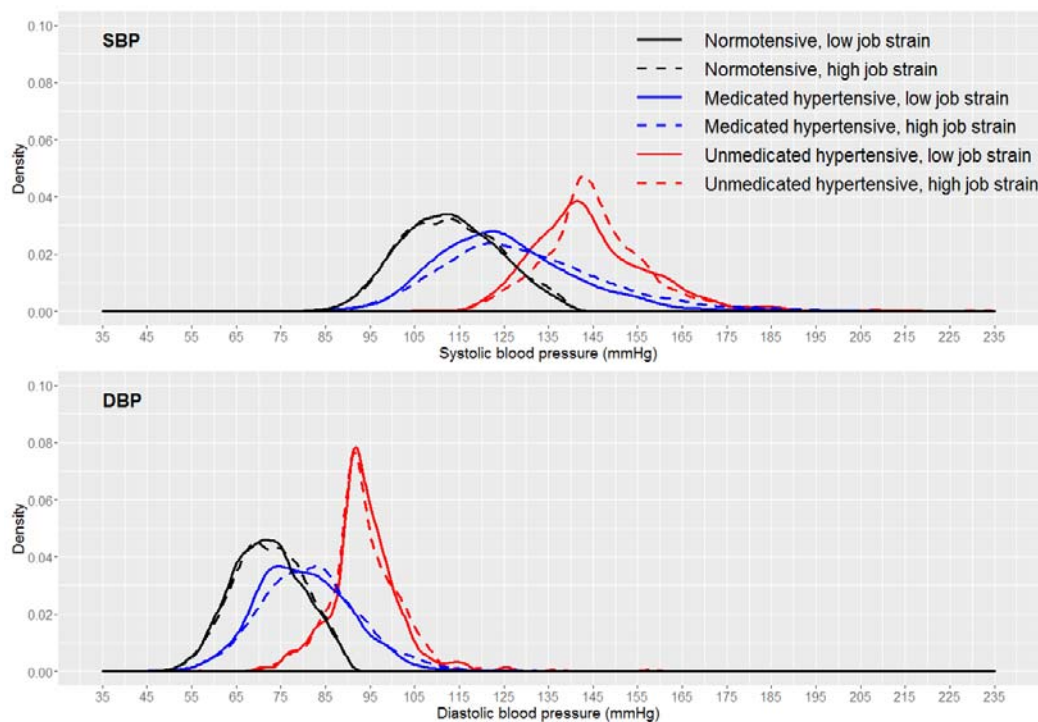 SBP
Normotensive, low job strain
Normotensive, high job strain
Medicated hypertensive, low job strain
Medicated hypertensive, high job strain
Unmedicated hypertensive, low job strain
Unmedicated hypertensive, high job strain
Density
0.10
0.08
0.06
0.04
0.02
0.00
35 45 55 65 75 85 95 105 115 125 135 145 155 165 175 185 195 205 215 225 235
Systolic blood pressure (mmHg)
DBP
Density
0.10
0.08
0.06
0.04
0.02
0.00
35 45 55 65 75 85 95 105 115 125 135 145 155 165 175 185 195 205 215 225 235
Diastolic blood pressure (mmHg)